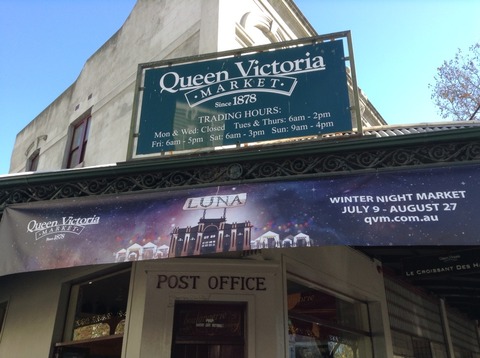 Queen Victoria
MARKET
Since 1878
TRADING HOURS:
Mon & Wed: Closed Tues & Thurs: 6am - 2pm
Fri: 6am - 5pm Sat: 6am - 3pm Sun: 9am - 4pm
LUNA
Queen Victoria
MARKET
Since 1878
WINTER NIGHT MARKET
JULY 9 - AUGUST 27
qvm.com.au
POST OFFICE
LE CROISSANT DES